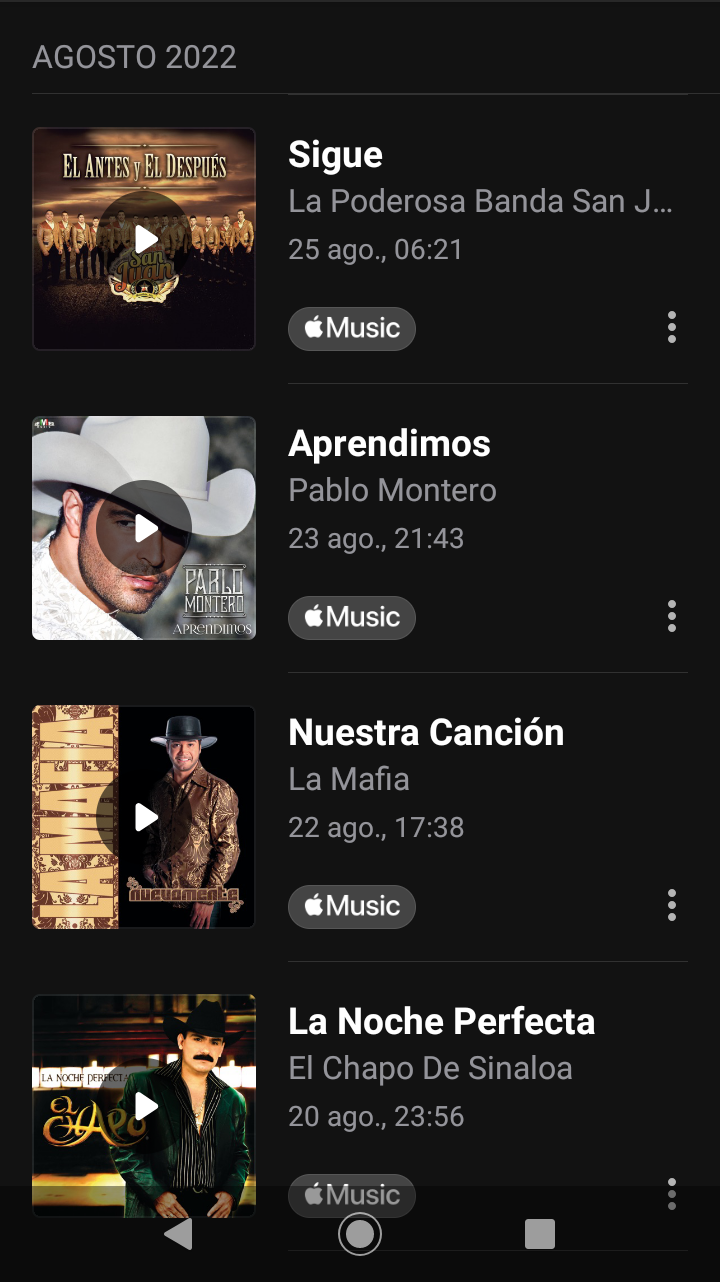 AGOSTO 2022
EL ANTES Y EL DESPUÉS
San
Juan
Sigue
La Poderosa Banda San J...
25 ago., 06:21
Music
PABLO
MONTERO
APRENDIMOS
Aprendimos
Pablo Montero
23 ago., 21:43
Music
LA MAFIA
nuevamente
Nuestra Canción
La Mafia
22 ago., 17:38
Music
LA NOCHE PERFECTA
EL
CHAPO
La Noche Perfecta
El Chapo De Sinaloa
20 ago., 23:56
Music